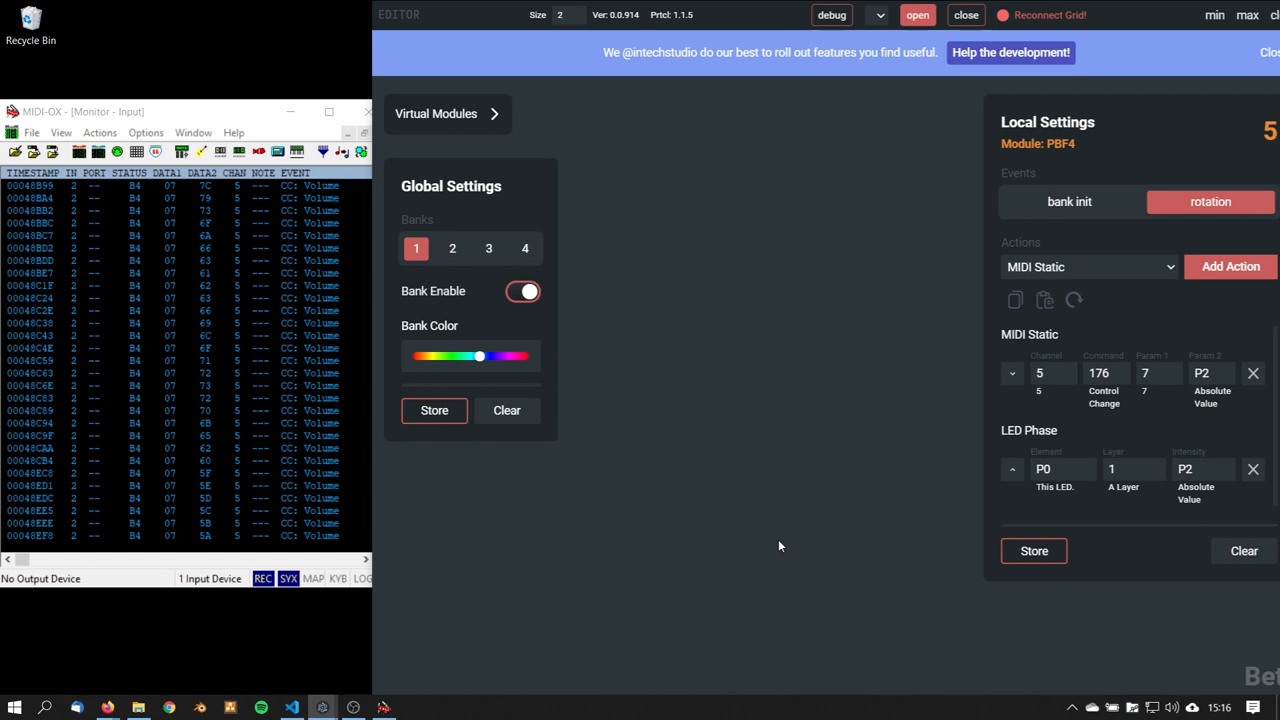 Recycle Bin
MIDI-OX - [Monitor - Input]
File View Actions Options Window Help
TIMESTAMP IN PORT STATUS DATA1 DATA2 CHAN NOTE EVENT
00048B99 2 -- B4 07 7C 5 --- CC: Volume
00048BA4 2 -- B4 07 79 5 --- CC: Volume
00048BB2 2 -- B4 07 73 5 --- CC: Volume
00048BBC 2 -- B4 07 6F 5 --- CC: Volume
00048BC7 2 -- B4 07 6A 5 --- CC: Volume
00048BD2 2 -- B4 07 66 5 --- CC: Volume
00048BDD 2 -- B4 07 63 5 --- CC: Volume
00048BE7 2 -- B4 07 61 5 --- CC: Volume
00048C1F 2 -- B4 07 62 5 --- CC: Volume
00048C24 2 -- B4 07 63 5 --- CC: Volume
00048C2E 2 -- B4 07 66 5 --- CC: Volume
00048C38 2 -- B4 07 69 5 --- CC: Volume
00048C43 2 -- B4 07 6C 5 --- CC: Volume
00048C4E 2 -- B4 07 6F 5 --- CC: Volume
00048C59 2 -- B4 07 71 5 --- CC: Volume
00048C63 2 -- B4 07 72 5 --- CC: Volume
00048C6E 2 -- B4 07 73 5 --- CC: Volume
00048C83 2 -- B4 07 72 5 --- CC: Volume
00048C89 2 -- B4 07 70 5 --- CC: Volume
00048C94 2 -- B4 07 6B 5 --- CC: Volume
00048C9F 2 -- B4 07 65 5 --- CC: Volume
00048CAA 2 -- B4 07 62 5 --- CC: Volume
00048CB4 2 -- B4 07 60 5 --- CC: Volume
00048EC8 2 -- B4 07 5F 5 --- CC: Volume
00048ED1 2 -- B4 07 5E 5 --- CC: Volume
00048EDC 2 -- B4 07 5D 5 --- CC: Volume
00048EE5 2 -- B4 07 5C 5 --- CC: Volume
00048EEE 2 -- B4 07 5B 5 --- CC: Volume
00048EF8 2 -- B4 07 5A 5 --- CC: Volume
No Output Device 1 Input Device REC SYX MAP KYB LOG
EDITOR Size 2 Ver: 0.0.914 Prtcl: 1.1.5 debug open close Reconnect Grid! min max cl
We @intechstudio do our best to roll out features you find useful. Help the development! Clos
Virtual Modules
Global Settings
Banks
1 2 3 4
Bank Enable
Bank Color
Store Clear
Local Settings 5
Module: PBF4
Events
bank init rotation
Actions
MIDI Static Add Action
MIDI Static
Channel Command Param 1 Param 2
5 176 7 P2
5 Control Change 7 Absolute Value
LED Phase
Element Layer Intensity
P0 1 P2
This LED. A Layer Absolute Value
Store Clear
Bet
15:16